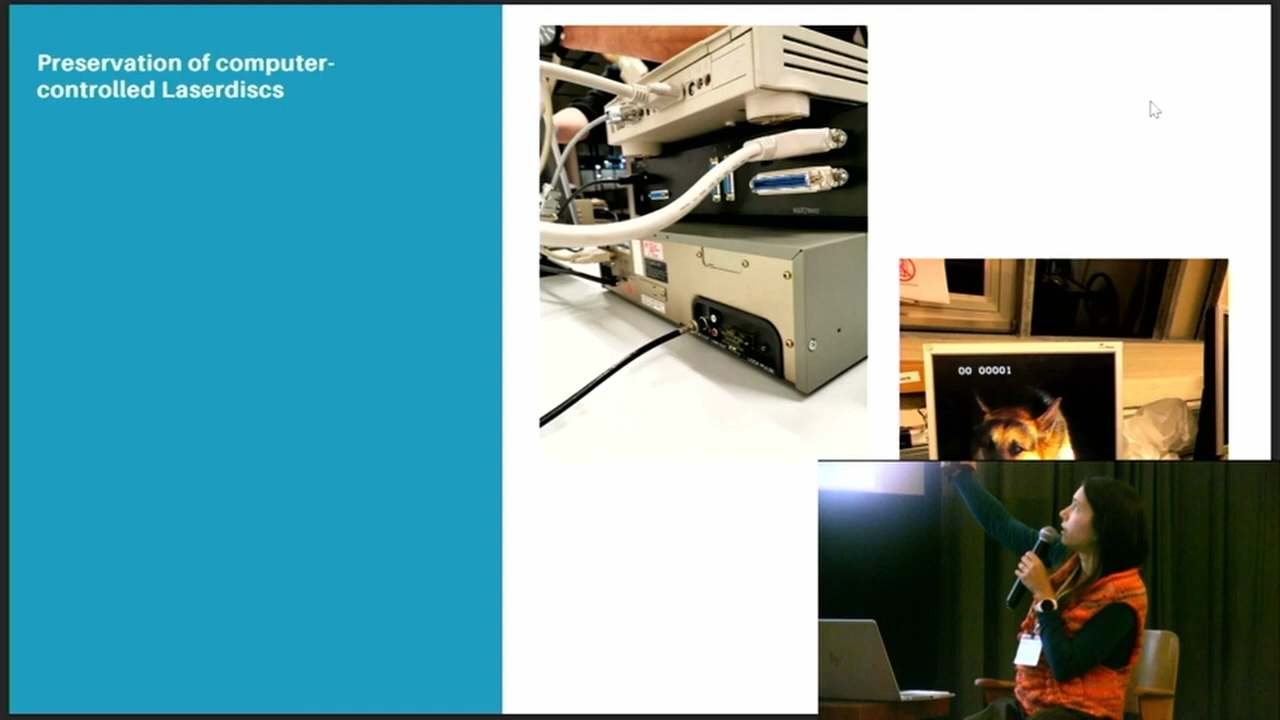 Preservation of computer-
controlled Laserdiscs
00 00001